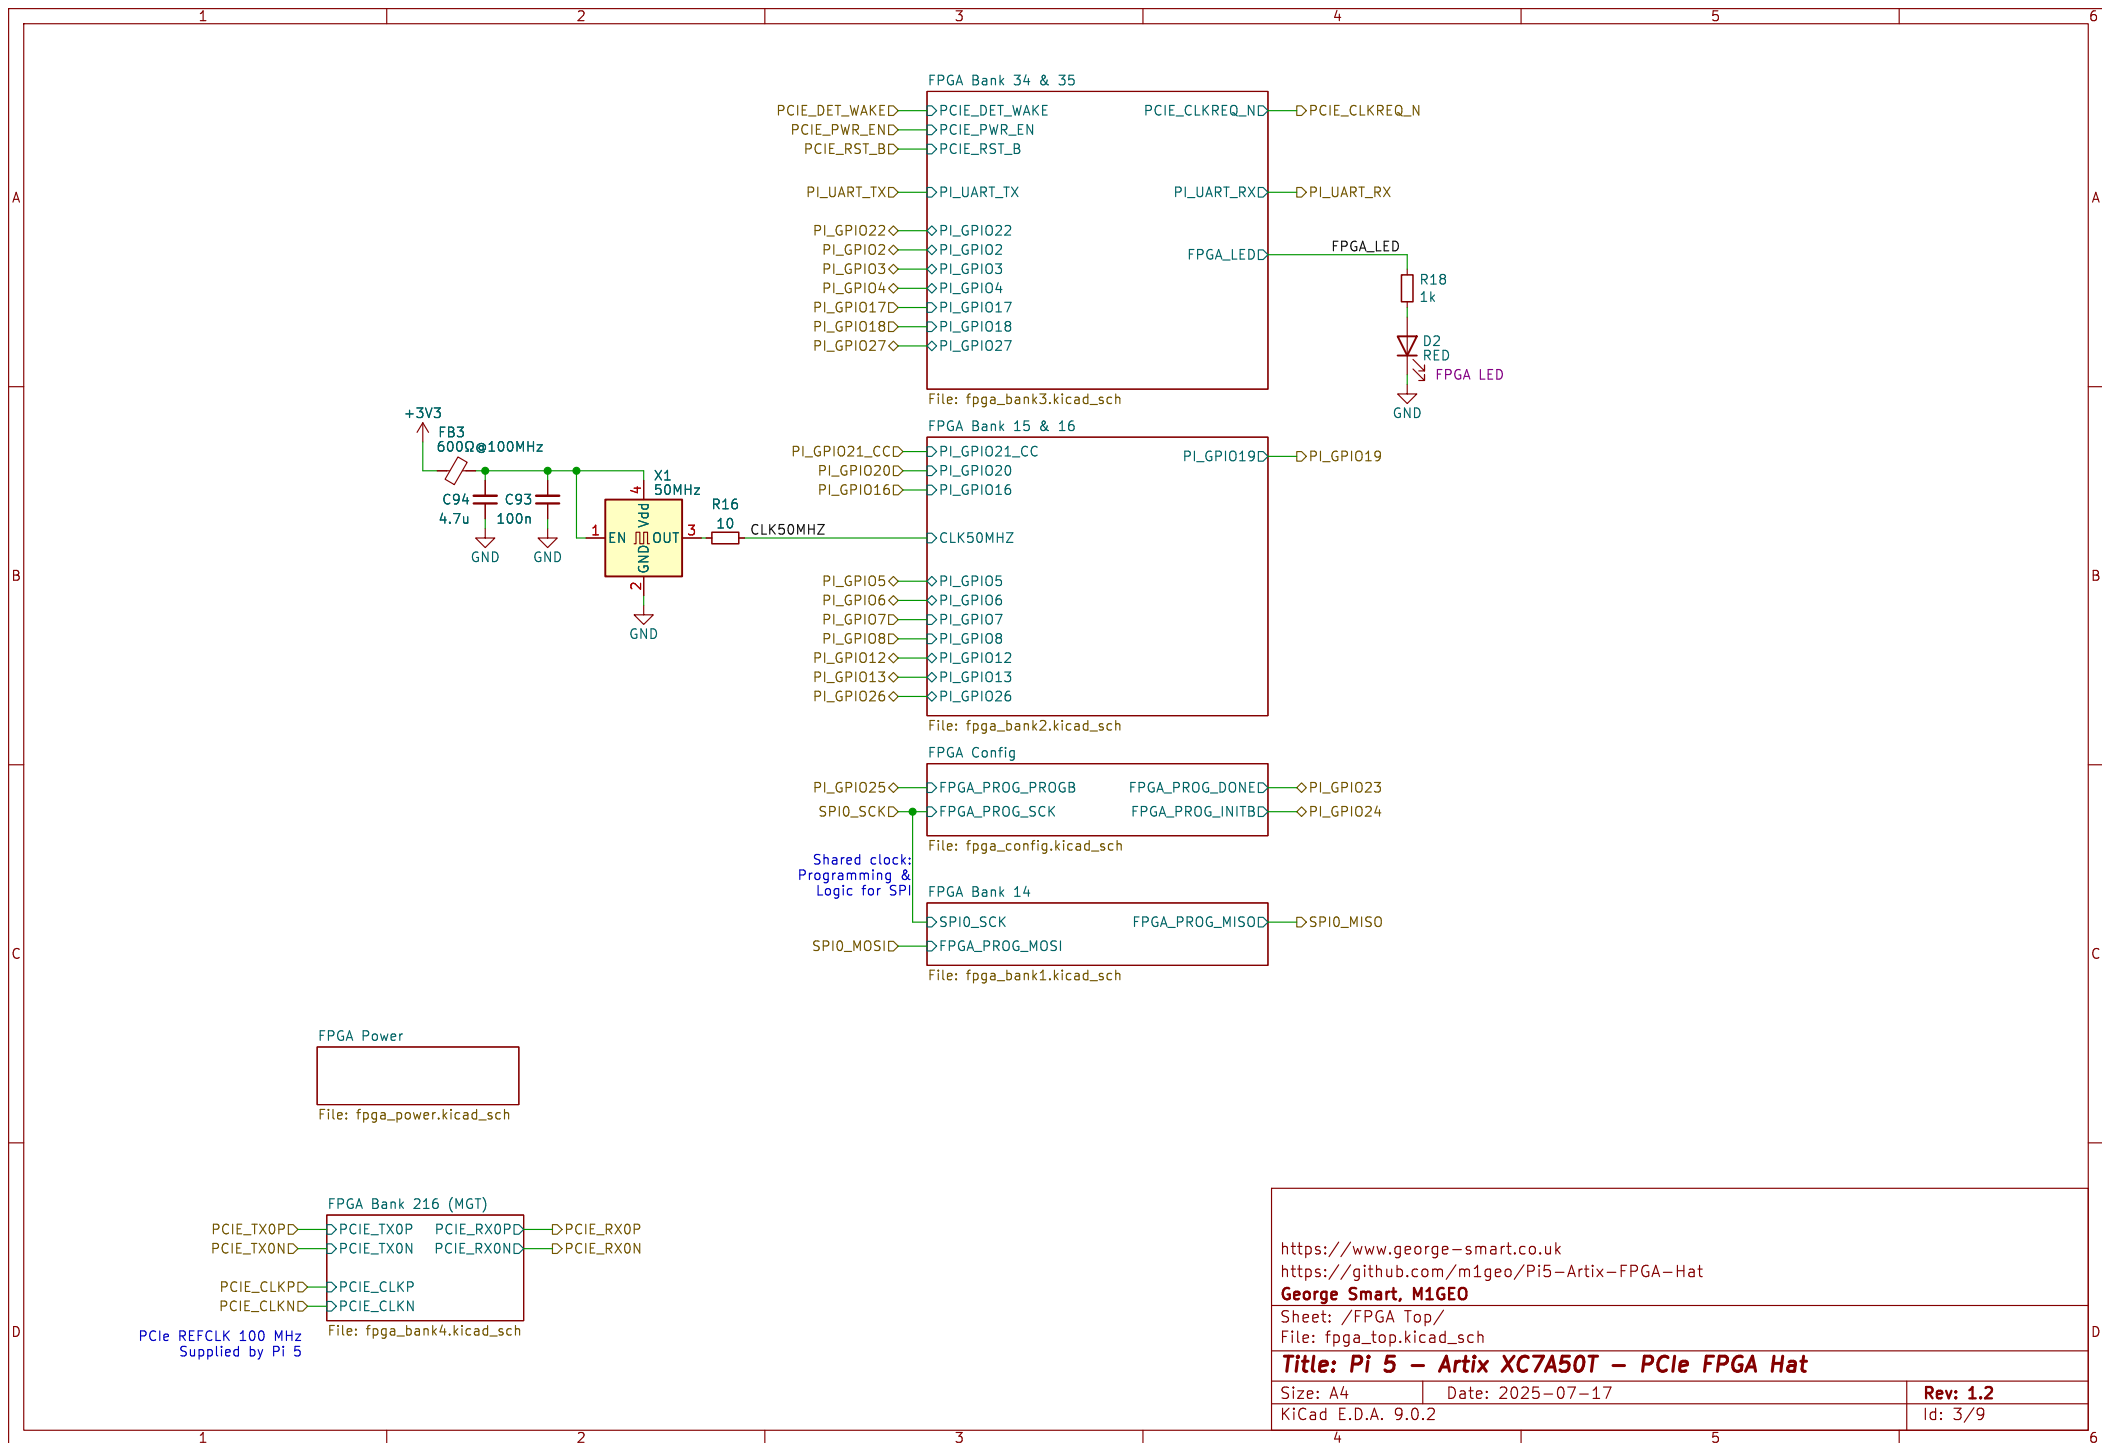 1 2 3 4 5 6
A
B
C
D
FPGA Bank 34 & 35
PCIE_DET_WAKE PCIE_DET_WAKE PCIE_CLKREQ_N PCIE_CLKREQ_N
PCIE_PWR_EN PCIE_PWR_EN
PCIE_RST_B PCIE_RST_B
PI_UART_TX PI_UART_TX PI_UART_RX PI_UART_RX
PI_GPIO22 PI_GPIO22
PI_GPIO2 PI_GPIO2
FPGA_LED FPGA_LED
PI_GPIO3 PI_GPIO3
PI_GPIO4 PI_GPIO4
PI_GPIO17 PI_GPIO17
PI_GPIO18 PI_GPIO18
PI_GPIO27 PI_GPIO27
File: fpga_bank3.kicad_sch
R18
1k
D2
RED
FPGA LED
GND
+3V3
FB3
600Ω@100MHz
C94
4.7u
GND
C93
100n
GND
X1
50MHz
4
Vdd
1 EN OUT 3
GND
2
GND
R16
10
CLK50MHZ
FPGA Bank 15 & 16
PI_GPIO21_CC PI_GPIO21_CC PI_GPIO19 PI_GPIO19
PI_GPIO20 PI_GPIO20
PI_GPIO16 PI_GPIO16
CLK50MHZ
PI_GPIO5 PI_GPIO5
PI_GPIO6 PI_GPIO6
PI_GPIO7 PI_GPIO7
PI_GPIO8 PI_GPIO8
PI_GPIO12 PI_GPIO12
PI_GPIO13 PI_GPIO13
PI_GPIO26 PI_GPIO26
File: fpga_bank2.kicad_sch
FPGA Config
PI_GPIO25 FPGA_PROG_PROGB FPGA_PROG_DONE PI_GPIO23
SPI0_SCK FPGA_PROG_SCK FPGA_PROG_INITB PI_GPIO24
File: fpga_config.kicad_sch
Shared clock:
Programming &
Logic for SPI
FPGA Bank 14
SPI0_SCK FPGA_PROG_MISO SPI0_MISO
SPI0_MOSI FPGA_PROG_MOSI
File: fpga_bank1.kicad_sch
FPGA Power
File: fpga_power.kicad_sch
FPGA Bank 216 (MGT)
PCIE_TX0P PCIE_TX0P PCIE_RX0P PCIE_RX0P
PCIE_TX0N PCIE_TX0N PCIE_RX0N PCIE_RX0N
PCIE_CLKP PCIE_CLKP
PCIE_CLKN PCIE_CLKN
File: fpga_bank4.kicad_sch
PCIe REFCLK 100 MHz
Supplied by Pi 5
https://www.george-smart.co.uk
https://github.com/m1geo/Pi5-Artix-FPGA-Hat
George Smart, M1GEO
Sheet: /FPGA Top/
File: fpga_top.kicad_sch
Title: Pi 5 - Artix XC7A50T - PCIe FPGA Hat
Size: A4 Date: 2025-07-17 Rev: 1.2
KiCad E.D.A. 9.0.2 Id: 3/9
A
B
C
D
1 2 3 4 5 6